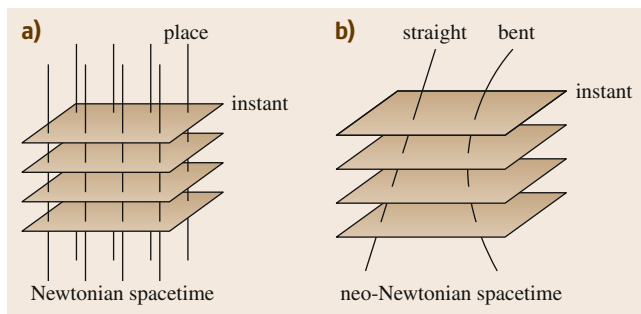 a)
place
instant
Newtonian spacetime
b)
straight
bent
instant
neo-Newtonian spacetime